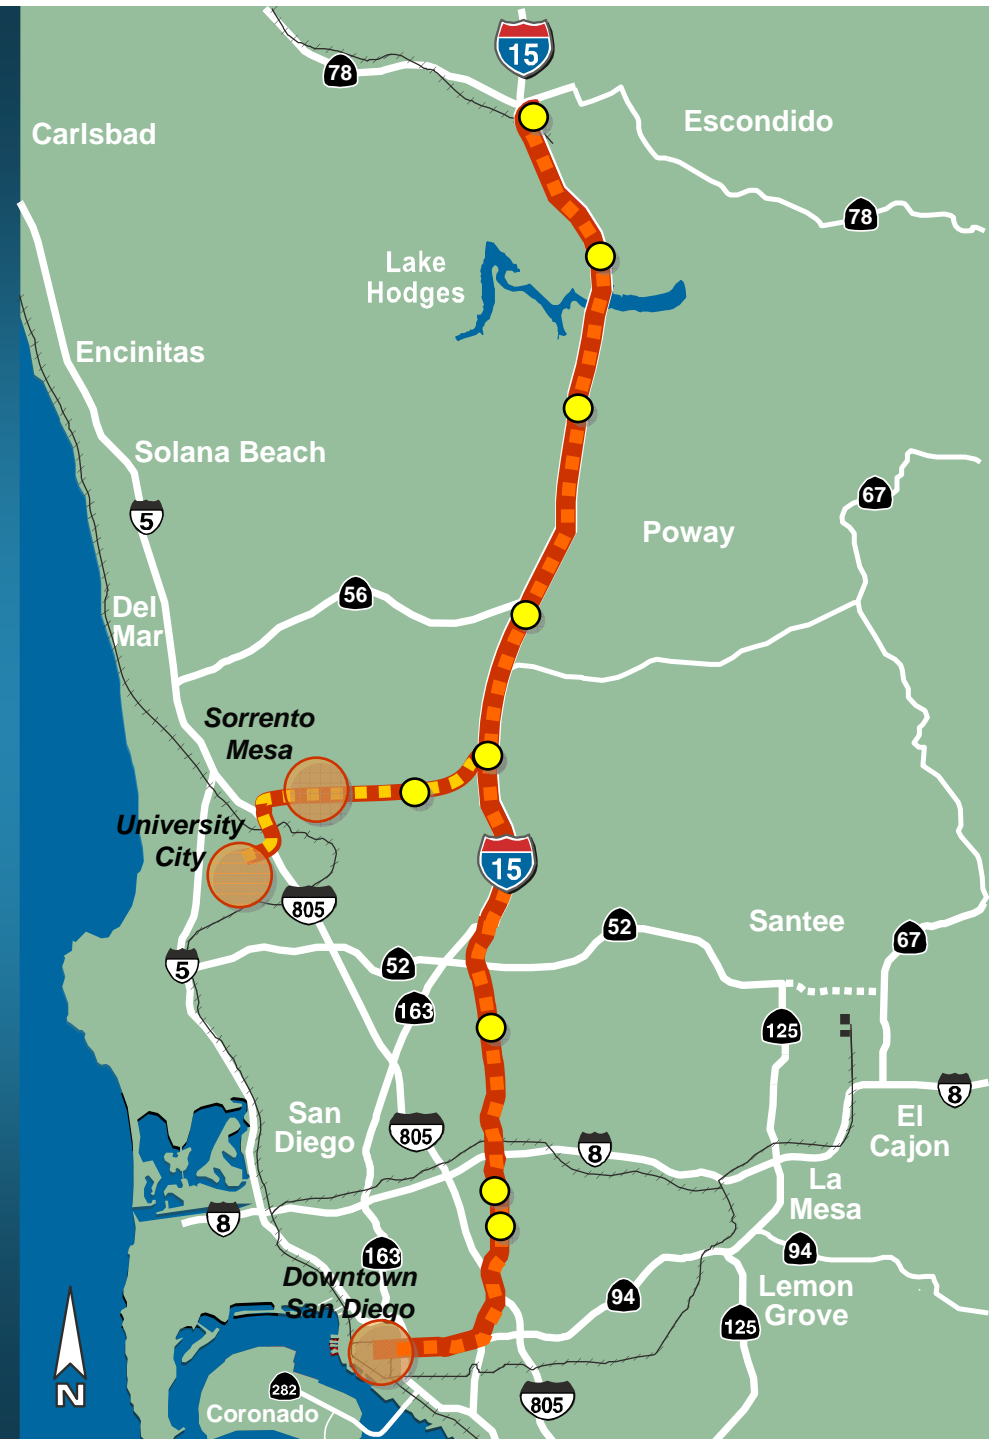 15
78
Carlsbad
Escondido
78
Lake
Hodges
Encinitas
Solana Beach
67
5
Poway
56
Del
Mar
Sorrento
Mesa
University
City
15
805
Santee
52
67
5
52
163
125
8
San
Diego
805
El
Cajon
8
La
Mesa
8
163
94
Downtown
San Diego
94
Lemon
Grove
125
N
282
805
Coronado